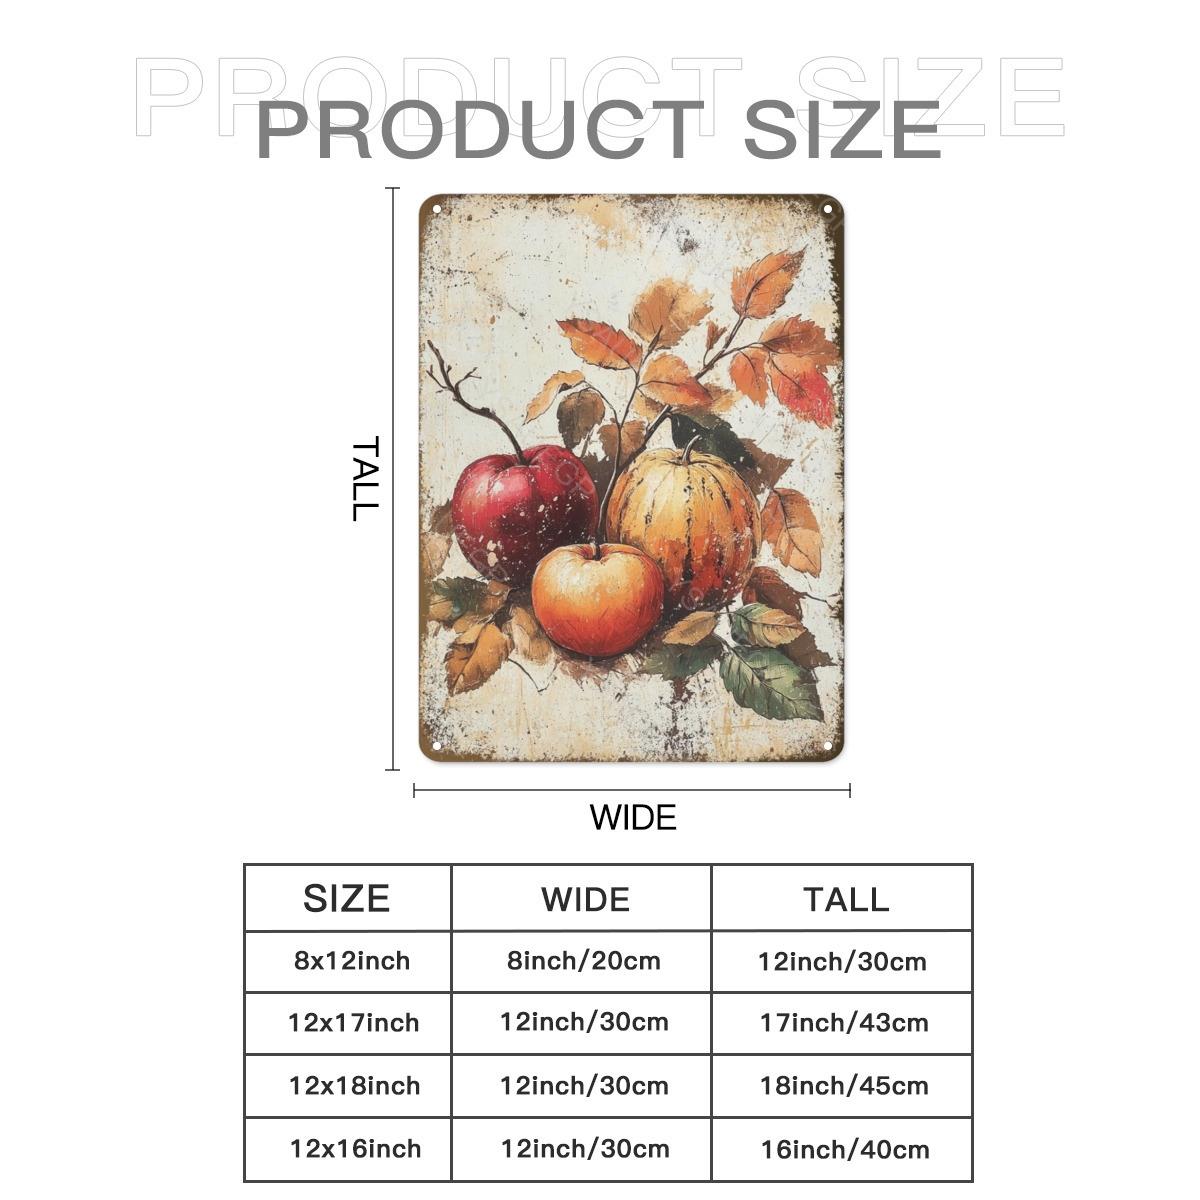 PRODUCT SIZE
PRODUCT SIZE
TALL
WIDE
SIZE WIDE TALL
8x12inch 8inch/20cm 12inch/30cm
12x17inch 12inch/30cm 17inch/43cm
12x18inch 12inch/30cm 18inch/45cm
12x16inch 12inch/30cm 16inch/40cm